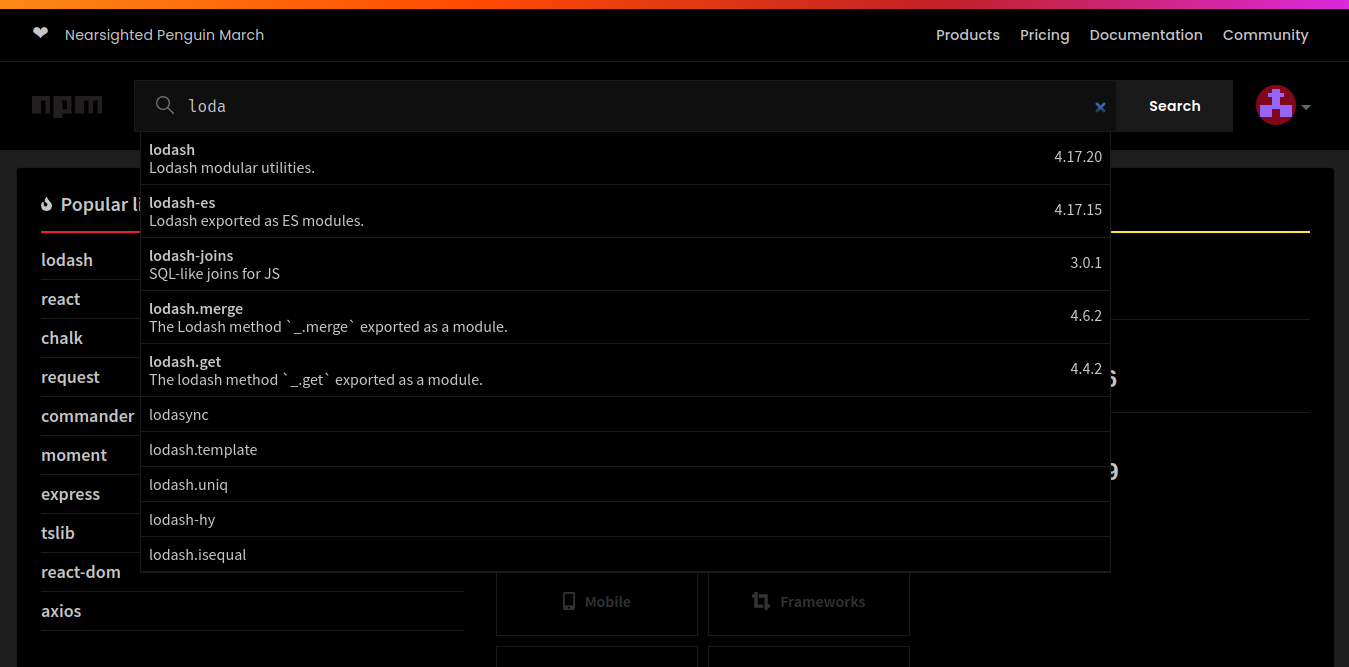 ❤ Nearsighted Penguin March
Products Pricing Documentation Community
npm
loda
×
Search
lodash
Lodash modular utilities.
4.17.20
lodash-es
Lodash exported as ES modules.
4.17.15
lodash-joins
SQL-like joins for JS
3.0.1
lodash.merge
The Lodash method `_.merge` exported as a module.
4.6.2
lodash.get
The lodash method `_.get` exported as a module.
4.4.2
lodasync
lodash.template
lodash.uniq
lodash-hy
lodash.isequal
Popular li
lodash
react
chalk
request
commander
moment
express
tslib
react-dom
axios
Mobile
Frameworks